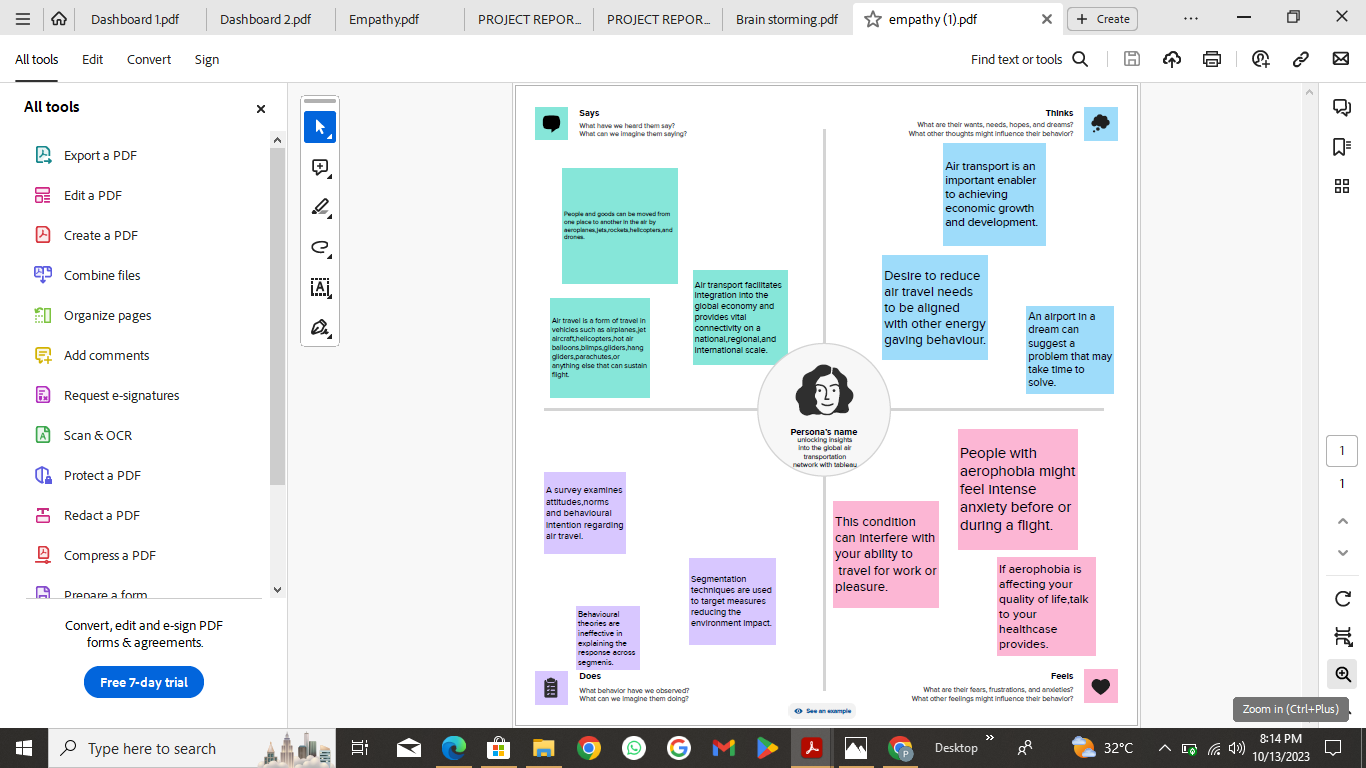 Dashboard 1.pdf
Dashboard 2.pdf
Empathy.pdf
PROJECT REPOR...
PROJECT REPOR...
Brain storming.pdf
empathy (1).pdf
Create
All tools
Edit
Convert
Sign
Find text or tools
All tools
Export a PDF
Edit a PDF
Create a PDF
Combine files
Organize pages
Add comments
Request e-signatures
Scan & OCR
Protect a PDF
Redact a PDF
Compress a PDF
Prepare a form
Convert, edit and e-sign PDF
forms & agreements.
Free 7-day trial
Says
What have we heard them say?
What can we imagine them saying?
People and goods can be moved from
one place to another in the air by
aeroplanes,jets,rockets,helicopters,and
drones.
Air transport facilitates
integration into the
global economy and
provides vital
connectivity on a
national,regional,and
international scale.
Air travel is a form of travel in
vehicles such as airplanes,jet
aircraft,helicopters,hot air
balloons,blimps,gliders,hang
gliders,parachutes,or
anything else that can sustain
flight.
Thinks
What are their wants, needs, hopes, and dreams?
What other thoughts might influence their behavior?
Air transport is an
important enabler
to achieving
economic growth
and development.
Desire to reduce
air travel needs
to be aligned
with other energy
gaving behaviour.
An airport in a
dream can
suggest a
problem that may
take time to
solve.
Persona's name
unlocking insights
into the global air
transportation
network with tableau
A survey examines
attitudes,norms
and behavioural
intention regarding
air travel.
Segmentation
techniques are used
to target measures
reducing the
environment impact.
Behavioural
theories are
ineffective in
explaining the
response across
segmenis.
Does
What behavior have we observed?
What can we imagine them doing?
People with
aerophobia might
feel intense
anxiety before or
during a flight.
This condition
can interfere with
your ability to
travel for work or
pleasure.
If aerophobia is
affecting your
quality of life,talk
to your
healthcase
provides.
Feels
What are their fears, frustrations, and anxieties?
What other feelings might influence their behavior?
See an example
1
1
Zoom in (Ctrl+Plus)
Type here to search
Desktop
32°C
8:14 PM
10/13/2023